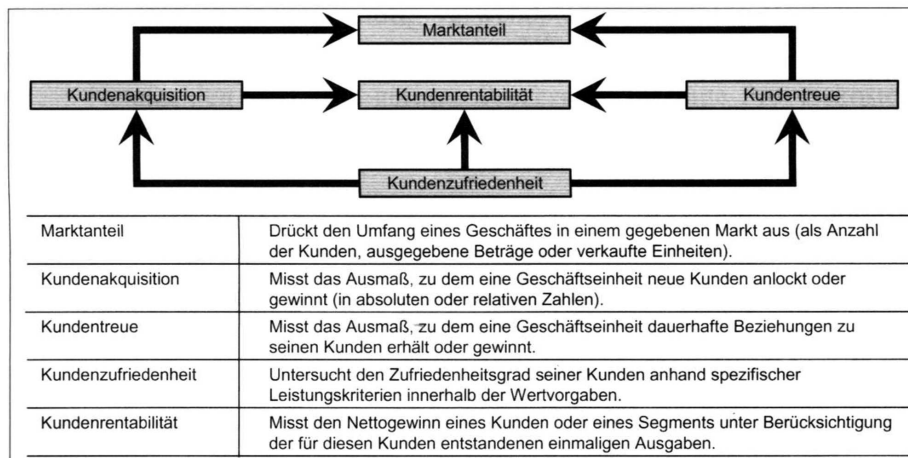 Marktanteil
Kundenakquisition
Kundenrentabilität
Kundentreue
Kundenzufriedenheit
Marktanteil
Drückt den Umfang eines Geschäftes in einem gegebenen Markt aus (als Anzahl
der Kunden, ausgegebene Beträge oder verkaufte Einheiten).
Kundenakquisition
Misst das Ausmaß, zu dem eine Geschäftseinheit neue Kunden anlockt oder
gewinnt (in absoluten oder relativen Zahlen).
Kundentreue
Misst das Ausmaß, zu dem eine Geschäftseinheit dauerhafte Beziehungen zu
seinen Kunden erhält oder gewinnt.
Kundenzufriedenheit
Untersucht den Zufriedenheitsgrad seiner Kunden anhand spezifischer
Leistungskriterien innerhalb der Wertvorgaben.
Kundenrentabilität
Misst den Nettogewinn eines Kunden oder eines Segments unter Berücksichtigung
der für diesen Kunden entstandenen einmaligen Ausgaben.